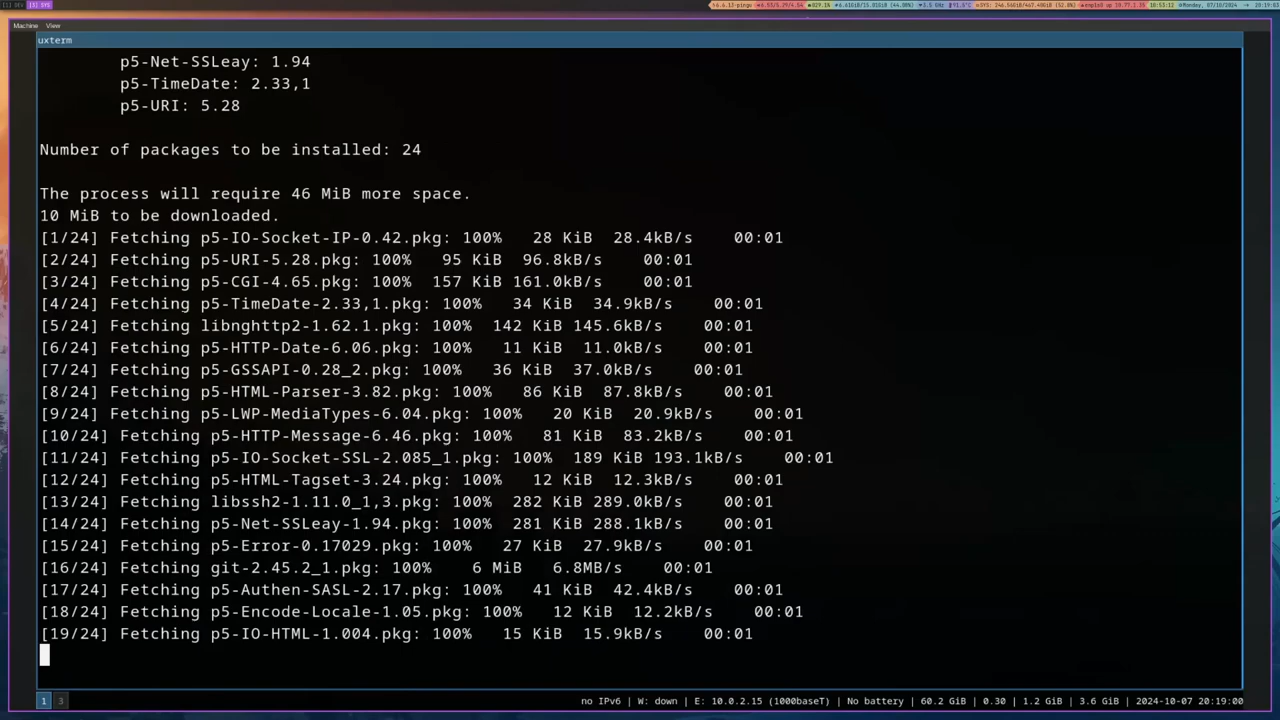 [1] DEV [3] SYS
Machine View
uxterm
p5-Net-SSLeay: 1.94
p5-TimeDate: 2.33,1
p5-URI: 5.28
Number of packages to be installed: 24
The process will require 46 MiB more space.
10 MiB to be downloaded.
[1/24] Fetching p5-IO-Socket-IP-0.42.pkg: 100% 28 KiB 28.4kB/s 00:01
[2/24] Fetching p5-URI-5.28.pkg: 100% 95 KiB 96.8kB/s 00:01
[3/24] Fetching p5-CGI-4.65.pkg: 100% 157 KiB 161.0kB/s 00:01
[4/24] Fetching p5-TimeDate-2.33,1.pkg: 100% 34 KiB 34.9kB/s 00:01
[5/24] Fetching libnghttp2-1.62.1.pkg: 100% 142 KiB 145.6kB/s 00:01
[6/24] Fetching p5-HTTP-Date-6.06.pkg: 100% 11 KiB 11.0kB/s 00:01
[7/24] Fetching p5-GSSAPI-0.28_2.pkg: 100% 36 KiB 37.0kB/s 00:01
[8/24] Fetching p5-HTML-Parser-3.82.pkg: 100% 86 KiB 87.8kB/s 00:01
[9/24] Fetching p5-LWP-MediaTypes-6.04.pkg: 100% 20 KiB 20.9kB/s 00:01
[10/24] Fetching p5-HTTP-Message-6.46.pkg: 100% 81 KiB 83.2kB/s 00:01
[11/24] Fetching p5-IO-Socket-SSL-2.085_1.pkg: 100% 189 KiB 193.1kB/s 00:01
[12/24] Fetching p5-HTML-Tagset-3.24.pkg: 100% 12 KiB 12.3kB/s 00:01
[13/24] Fetching libssh2-1.11.0_1,3.pkg: 100% 282 KiB 289.0kB/s 00:01
[14/24] Fetching p5-Net-SSLeay-1.94.pkg: 100% 281 KiB 288.1kB/s 00:01
[15/24] Fetching p5-Error-0.17029.pkg: 100% 27 KiB 27.9kB/s 00:01
[16/24] Fetching git-2.45.2_1.pkg: 100% 6 MiB 6.8MB/s 00:01
[17/24] Fetching p5-Authen-SASL-2.17.pkg: 100% 41 KiB 42.4kB/s 00:01
[18/24] Fetching p5-Encode-Locale-1.05.pkg: 100% 12 KiB 12.2kB/s 00:01
[19/24] Fetching p5-IO-HTML-1.004.pkg: 100% 15 KiB 15.9kB/s 00:01
1 3 no IPv6 | W: down | E: 10.0.2.15 (1000baseT) | No battery | 60.2 GiB | 0.30 | 1.2 GiB | 3.6 GiB | 2024-10-07 20:19:00